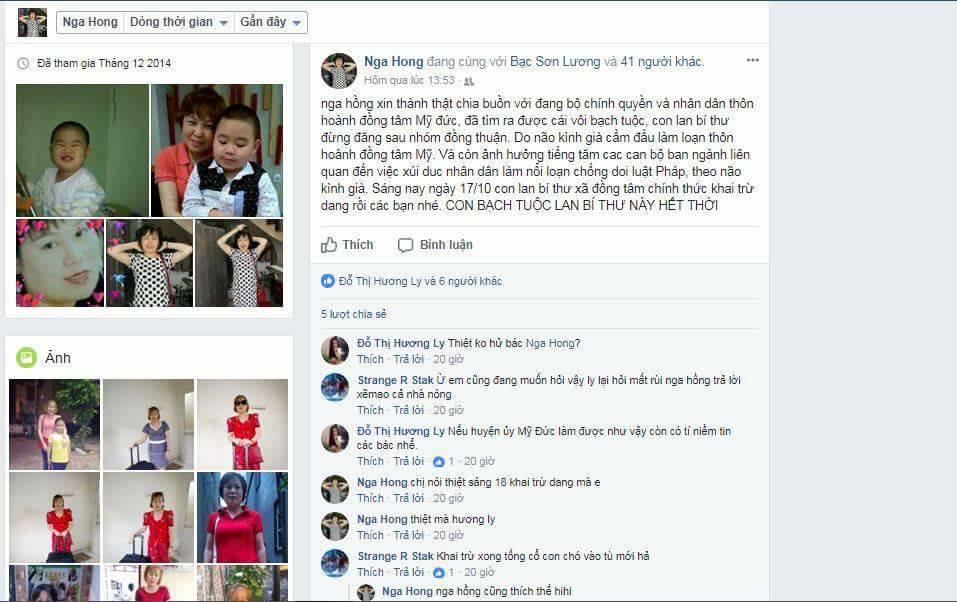 Nga Hong Dòng thời gian Gần đây
Đã tham gia Tháng 12 2014
Nga Hong đang cùng với Bạc Sơn Lương và 41 người khác.
Hôm qua lúc 13:53
nga hồng xin thành thật chia buồn với đang bộ chính quyền và nhân dân thôn
hoành đồng tâm Mỹ đức, đã tìm ra được cái vòi bạch tuộc, con lan bí thư
đừng đăng sau nhóm đồng thuận. Do não kình già cầm đầu làm loạn thôn
hoành đồng tâm Mỹ. Và còn ảnh hưởng tiếng tăm cac can bộ ban ngành liên
quan đến việc xúi duc nhân dân làm nổi loạn chống doi luật Pháp, theo não
kình già. Sáng nay ngày 17/10 con lan bí thư xã đồng tâm chính thức khai trừ
dang rồi các bạn nhé. CON BẠCH TUỘC LAN BÍ THƯ NÀY HẾT THỜI
Thích Bình luận
Đỗ Thị Hương Ly và 6 người khác
5 lượt chia sẻ
Đỗ Thị Hương Ly Thiệt ko hử bác Nga Hong?
Thích · Trả lời · 20 giờ
Strange R Stak Ừ em cũng đang muốn hỏi vậy ly lại hỏi mất rùi nga hồng trả lời
xẽmao cả nhà nóng
Thích · Trả lời · 20 giờ
Đỗ Thị Hương Ly Nếu huyện ủy Mỹ Đức làm được như vậy còn có tí niềm tin
các bác nhể.
Thích · Trả lời · 1 · 20 giờ
Nga Hong chị nói thiệt sáng 18 khai trừ dang mà e
Thích · Trả lời · 20 giờ
Nga Hong thiệt mà hương ly
Thích · Trả lời · 20 giờ
Strange R Stak Khai trừ xong tổng cổ con chó vào tù mới hả
Thích · Trả lời · 1 · 20 giờ
Nga Hong nga hồng cũng thích thế hihi
Ảnh